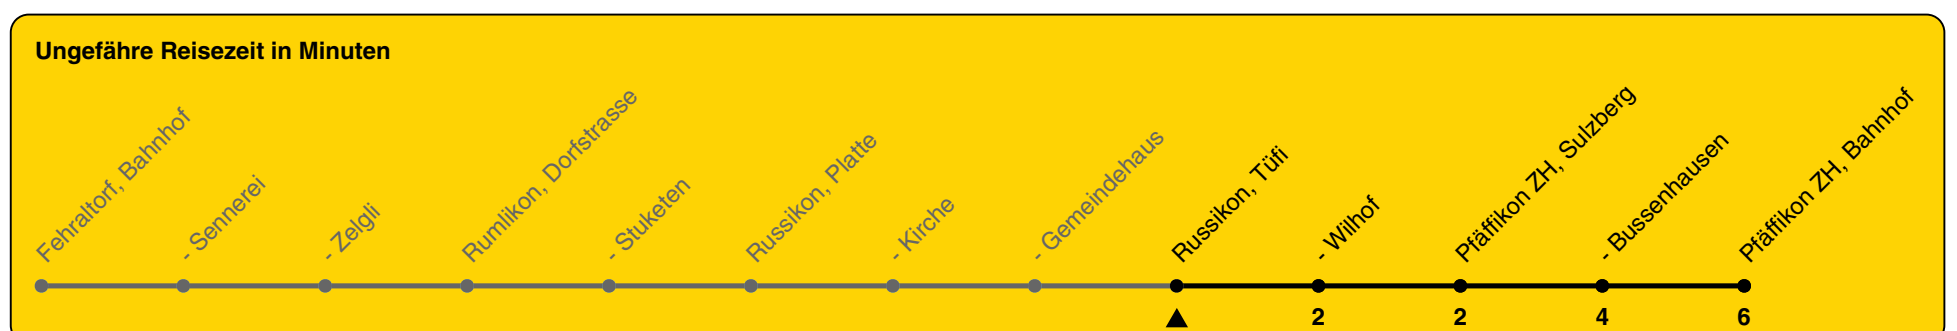 Ungefähre Reisezeit in Minuten
Fehraltorf, Bahnhof
- Sennerei
- Zelgli
Rumlikon, Dorfstrasse
- Stuketen
Russikon, Platte
- Kirche
- Gemeindehaus
Russikon, Tüfi
- Wilhof
Pfäffikon ZH, Sulzberg
- Bussenhausen
Pfäffikon ZH, Bahnhof
2 2 4 6